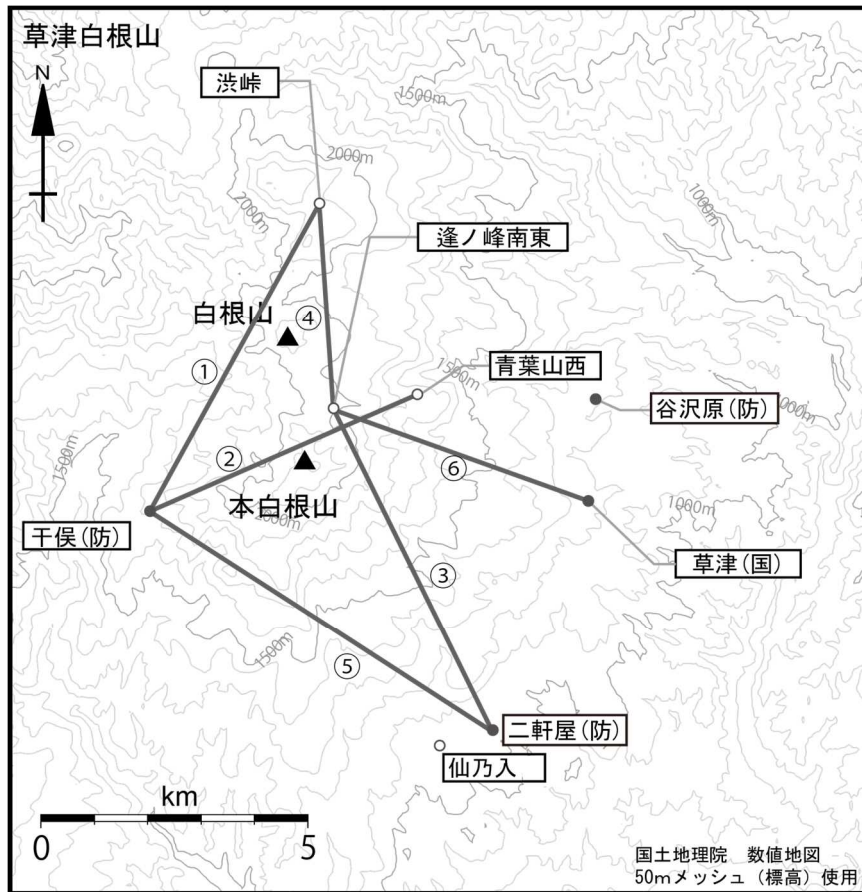 草津白根山
N
渋峠
1500m
2000m
2000m
1000m
逢ノ峰南東
白根山
④
①
青葉山西
1500m
谷沢原(防)
1000m
②
⑥
1500m
本白根山
2000m
1000m
干俣(防)
草津(国)
③
1500m
⑤
二軒屋(防)
仙乃入
km
0 5
国土地理院 数値地図
50mメッシュ(標高)使用